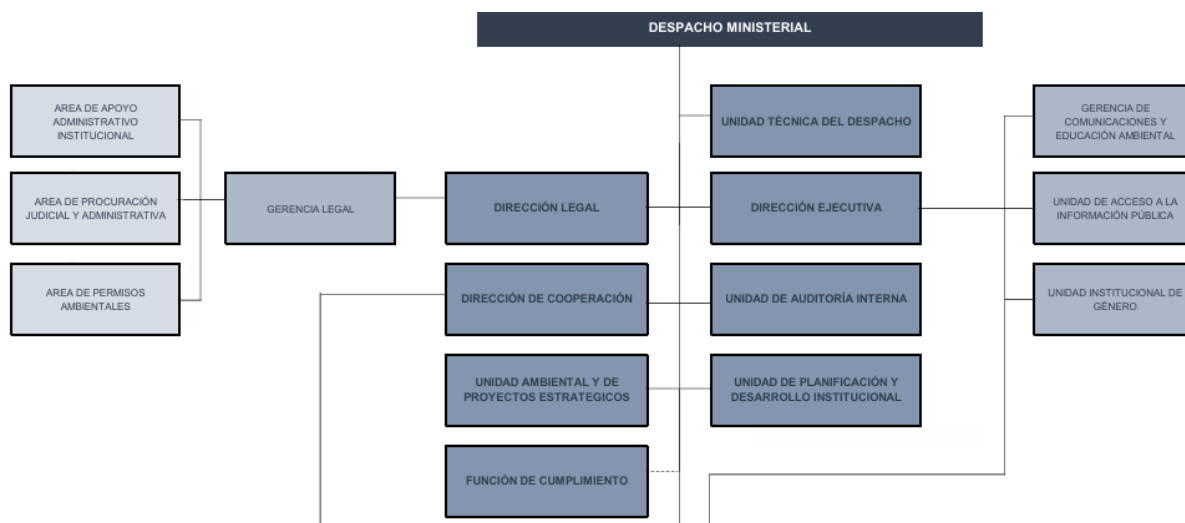 DESPACHO MINISTERIAL
AREA DE APOYO
ADMINISTRATIVO
INSTITUCIONAL
UNIDAD TÉCNICA DEL DESPACHO
GERENCIA DE
COMUNICACIONES Y
EDUCACIÓN AMBIENTAL
AREA DE PROCURACIÓN
JUDICIAL Y ADMINISTRATIVA
GERENCIA LEGAL
DIRECCIÓN LEGAL
DIRECCIÓN EJECUTIVA
UNIDAD DE ACCESO A LA
INFORMACIÓN PÚBLICA
AREA DE PERMISOS
AMBIENTALES
DIRECCIÓN DE COOPERACIÓN
UNIDAD DE AUDITORÍA INTERNA
UNIDAD INSTITUCIONAL DE
GÉNERO
UNIDAD AMBIENTAL Y DE
PROYECTOS ESTRATEGICOS
UNIDAD DE PLANIFICACIÓN Y
DESARROLLO INSTITUCIONAL
FUNCIÓN DE CUMPLIMIENTO